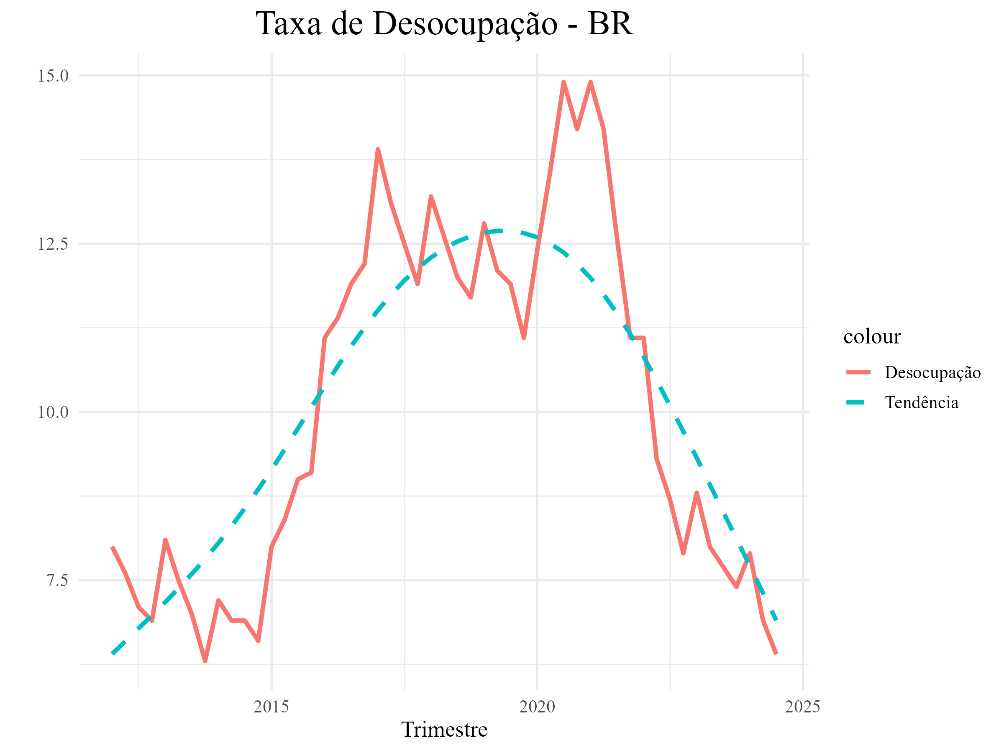 Taxa de Desocupação - BR
15.0
12.5
10.0
7.5
2015
2020
2025
Trimestre
colour
Desocupação
Tendência